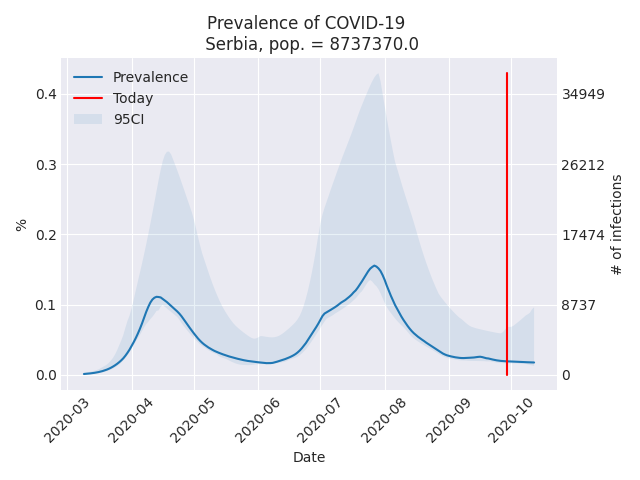 Prevalence of COVID-19
Serbia, pop. = 8737370.0
Prevalence
Today
95CI
0.4
0.3
0.2
0.1
0.0
%
34949
26212
17474
8737
0
# of infections
2020-03
2020-04
2020-05
2020-06
2020-07
2020-08
2020-09
2020-10
Date